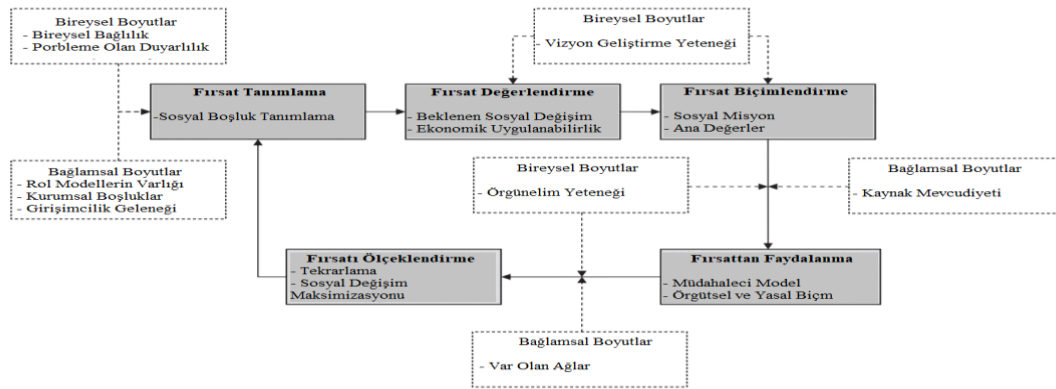 Bireysel Boyutlar
- Bireysel Bağlılık
- Porbleme Olan Duyarlılık
Bireysel Boyutlar
- Vizyon Geliştirme Yeteneği
Fırsat Tanımlama
-Sosyal Boşluk Tanımlama
Fırsat Değerlendirme
- Beklenen Sosyal Değişim
- Ekonomik Uygulanabilirlik
Fırsat Biçimlendirme
- Sosyal Misyon
- Ana Değerler
Bağlamsal Boyutlar
- Rol Modellerin Varlığı
- Kurumsal Boşluklar
- Girişimcilik Geleneği
Bireysel Boyutlar
- Örgünelim Yeteneği
Bağlamsal Boyutlar
- Kaynak Mevcudiyeti
Fırsatı Ölçeklendirme
- Tekrarlama
- Sosyal Değişim
Maksimizasyonu
Fırsattan Faydalanma
- Müdahaleci Model
- Örgütsel ve Yasal Biçm
Bağlamsal Boyutlar
- Var Olan Ağlar